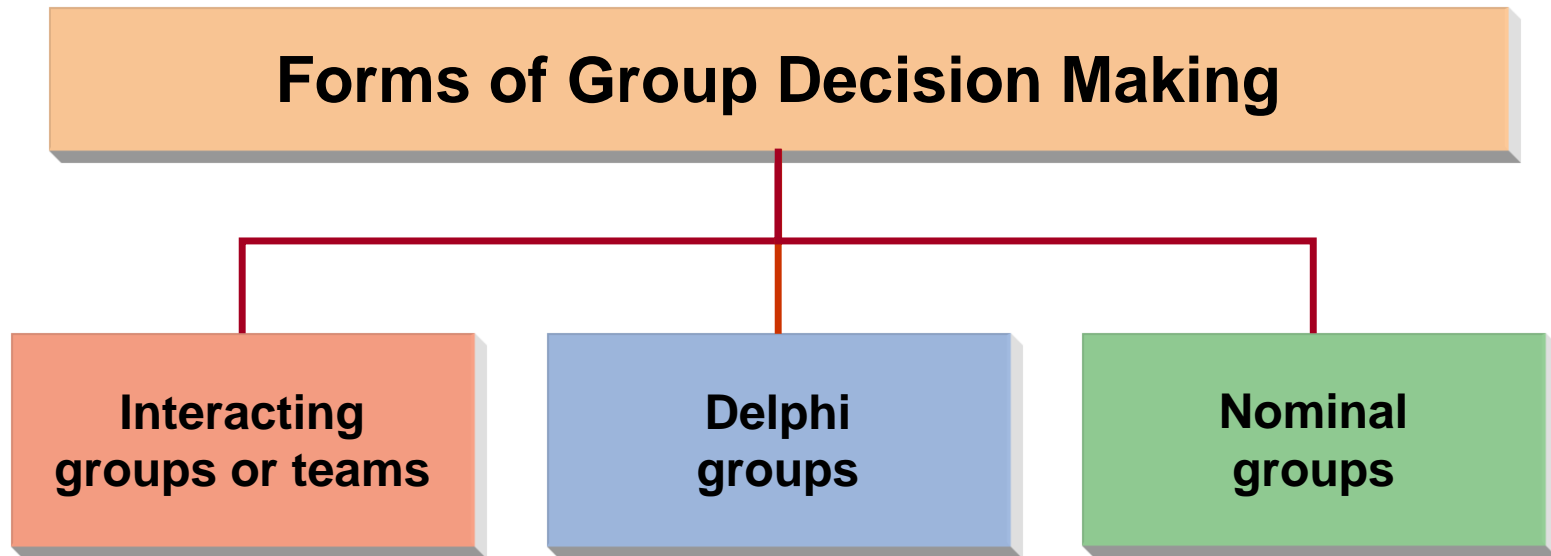 Forms of Group Decision Making
Interacting
groups or teams
Delphi
groups
Nominal
groups